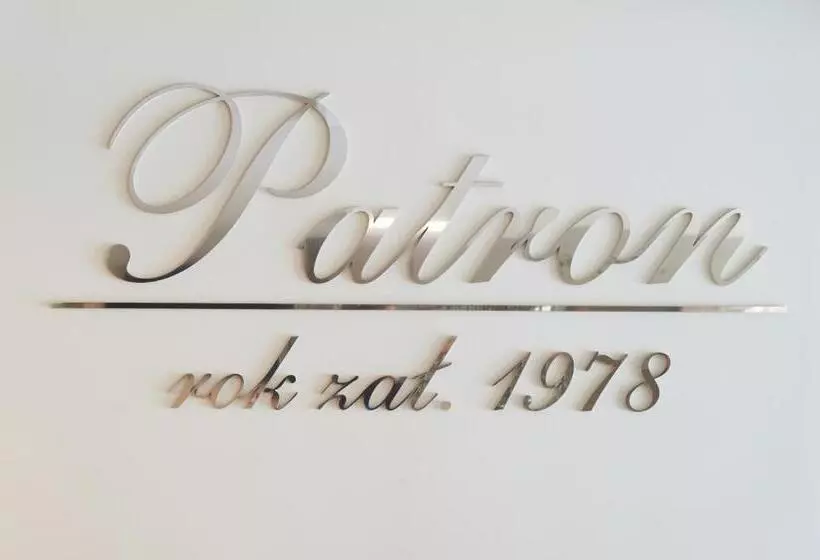 Patron
rok zał. 1978